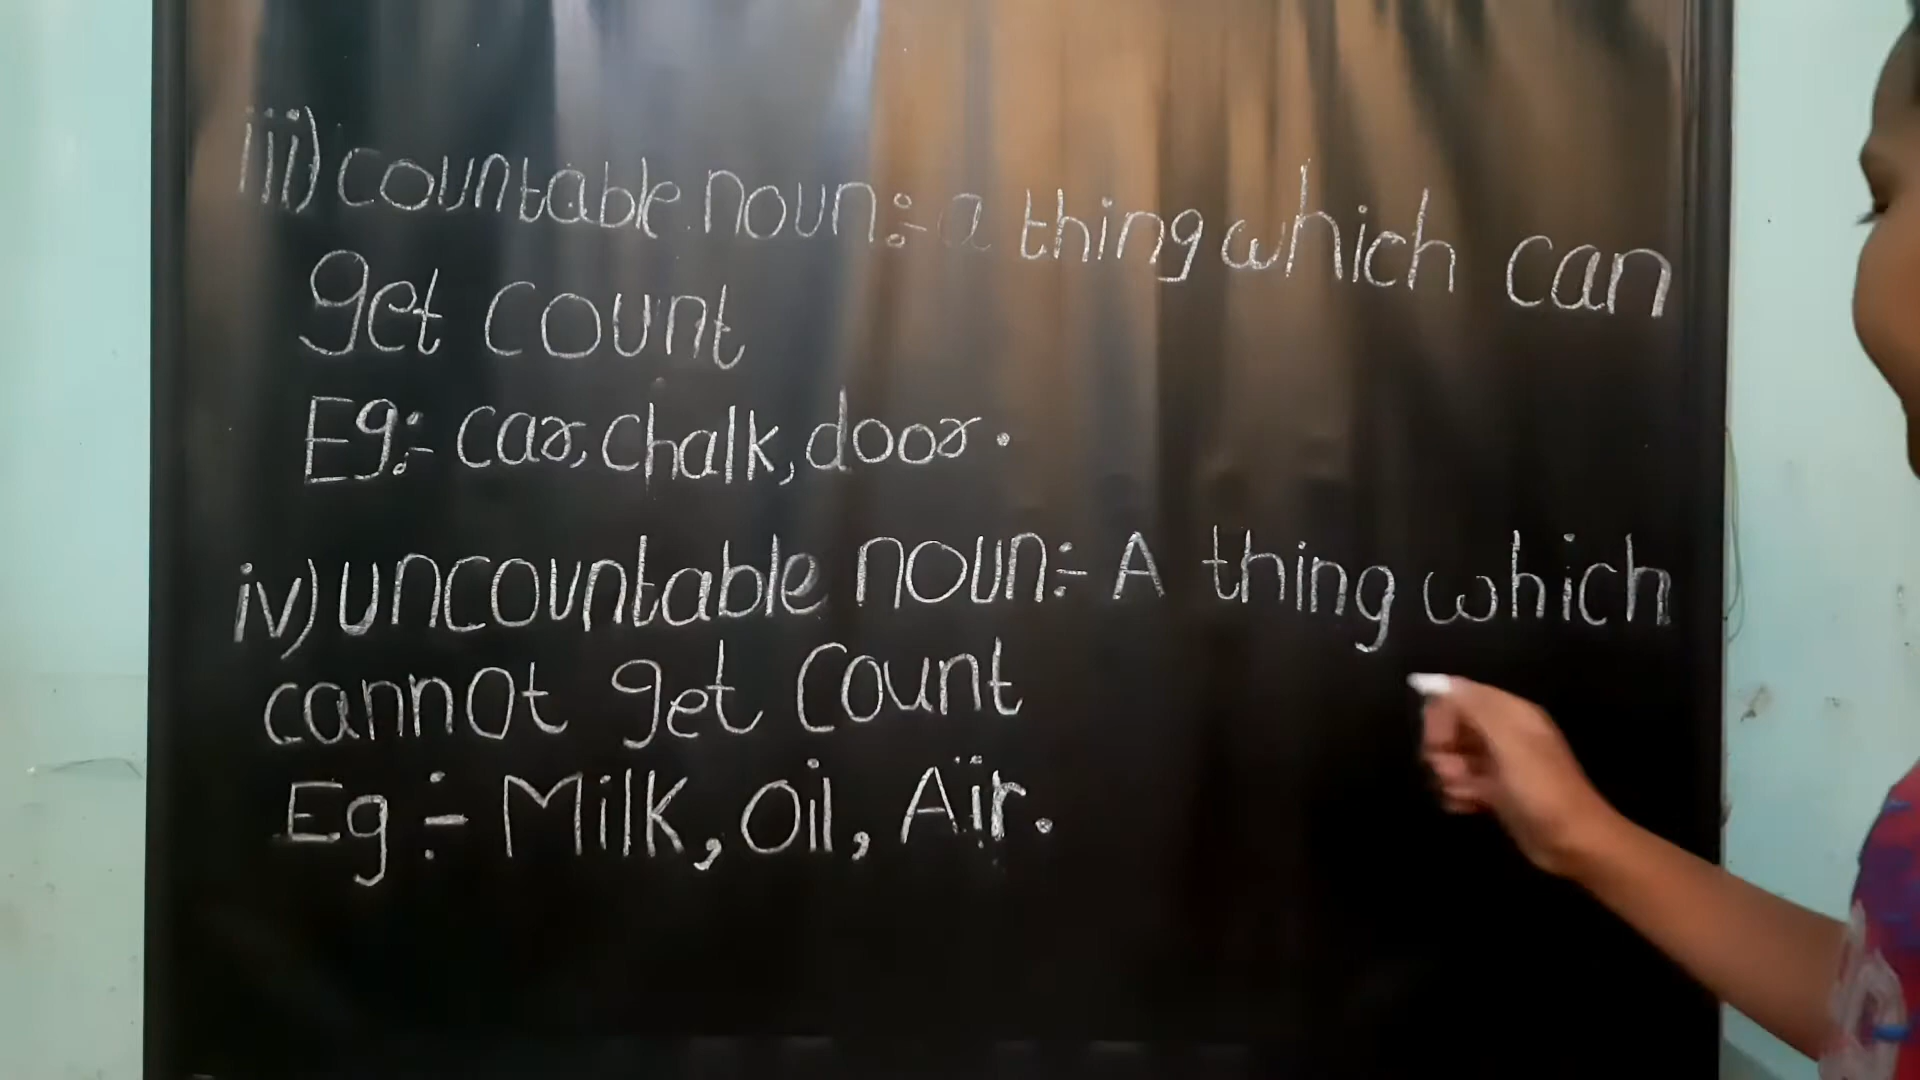 iii) countable noun:- a thing which can
get count
Eg:- car, chalk, door.
iv) uncountable noun:- A thing which
cannot get count
Eg :- Milk, Oil, Air.